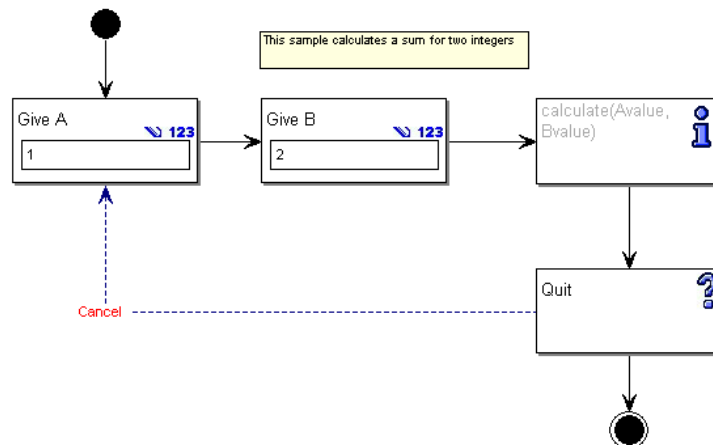 This sample calculates a sum for two integers
Give A
123
1
Give B
123
2
calculate(Avalue,
Bvalue)
Quit
Cancel